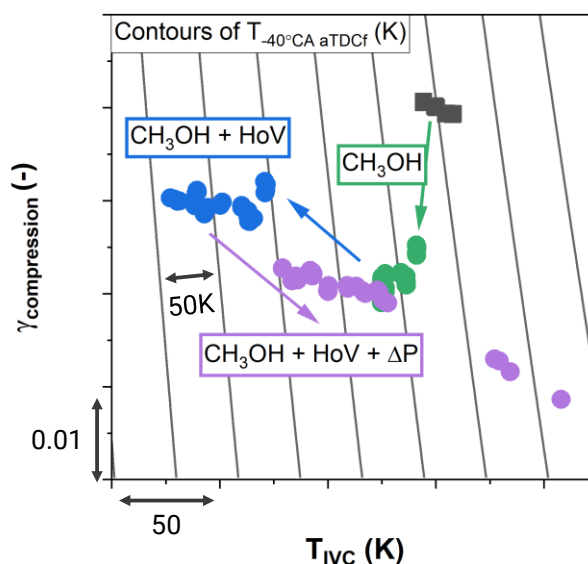 Contours of T-40°CA aTDCf (K)
CH3OH + HoV
CH3OH
50K
CH3OH + HoV + ΔP
γcompression (-)
0.01
50
TIVC (K)